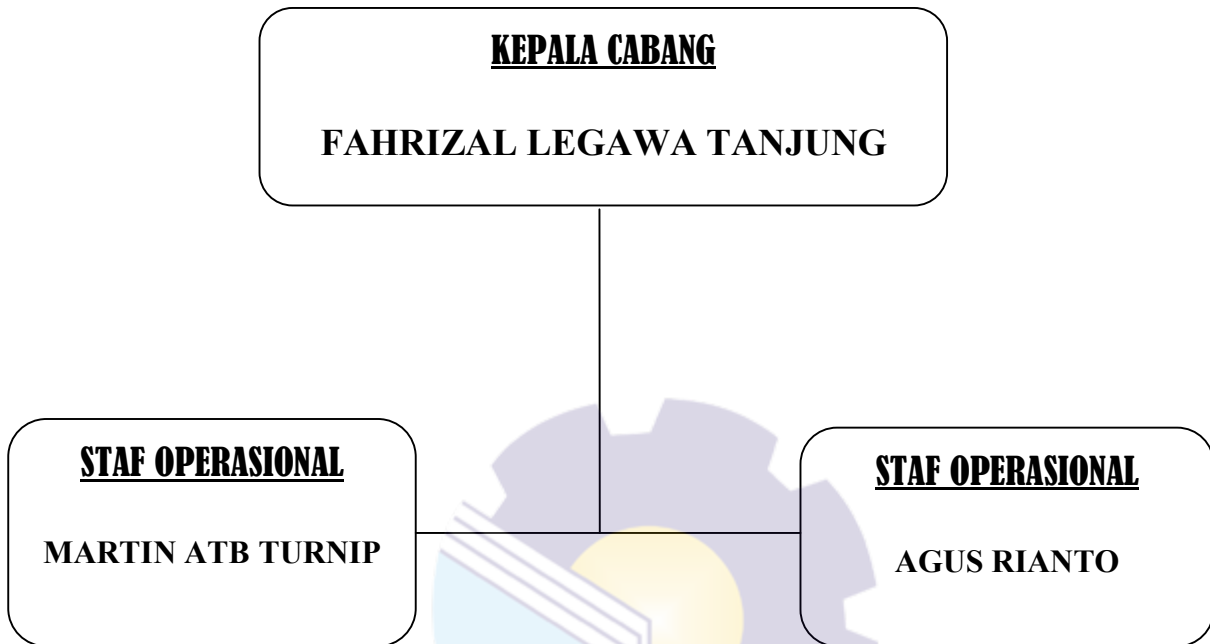 KEPALA CABANG
FAHRIZAL LEGAWA TANJUNG
STAF OPERASIONAL
MARTIN ATB TURNIP
STAF OPERASIONAL
AGUS RIANTO